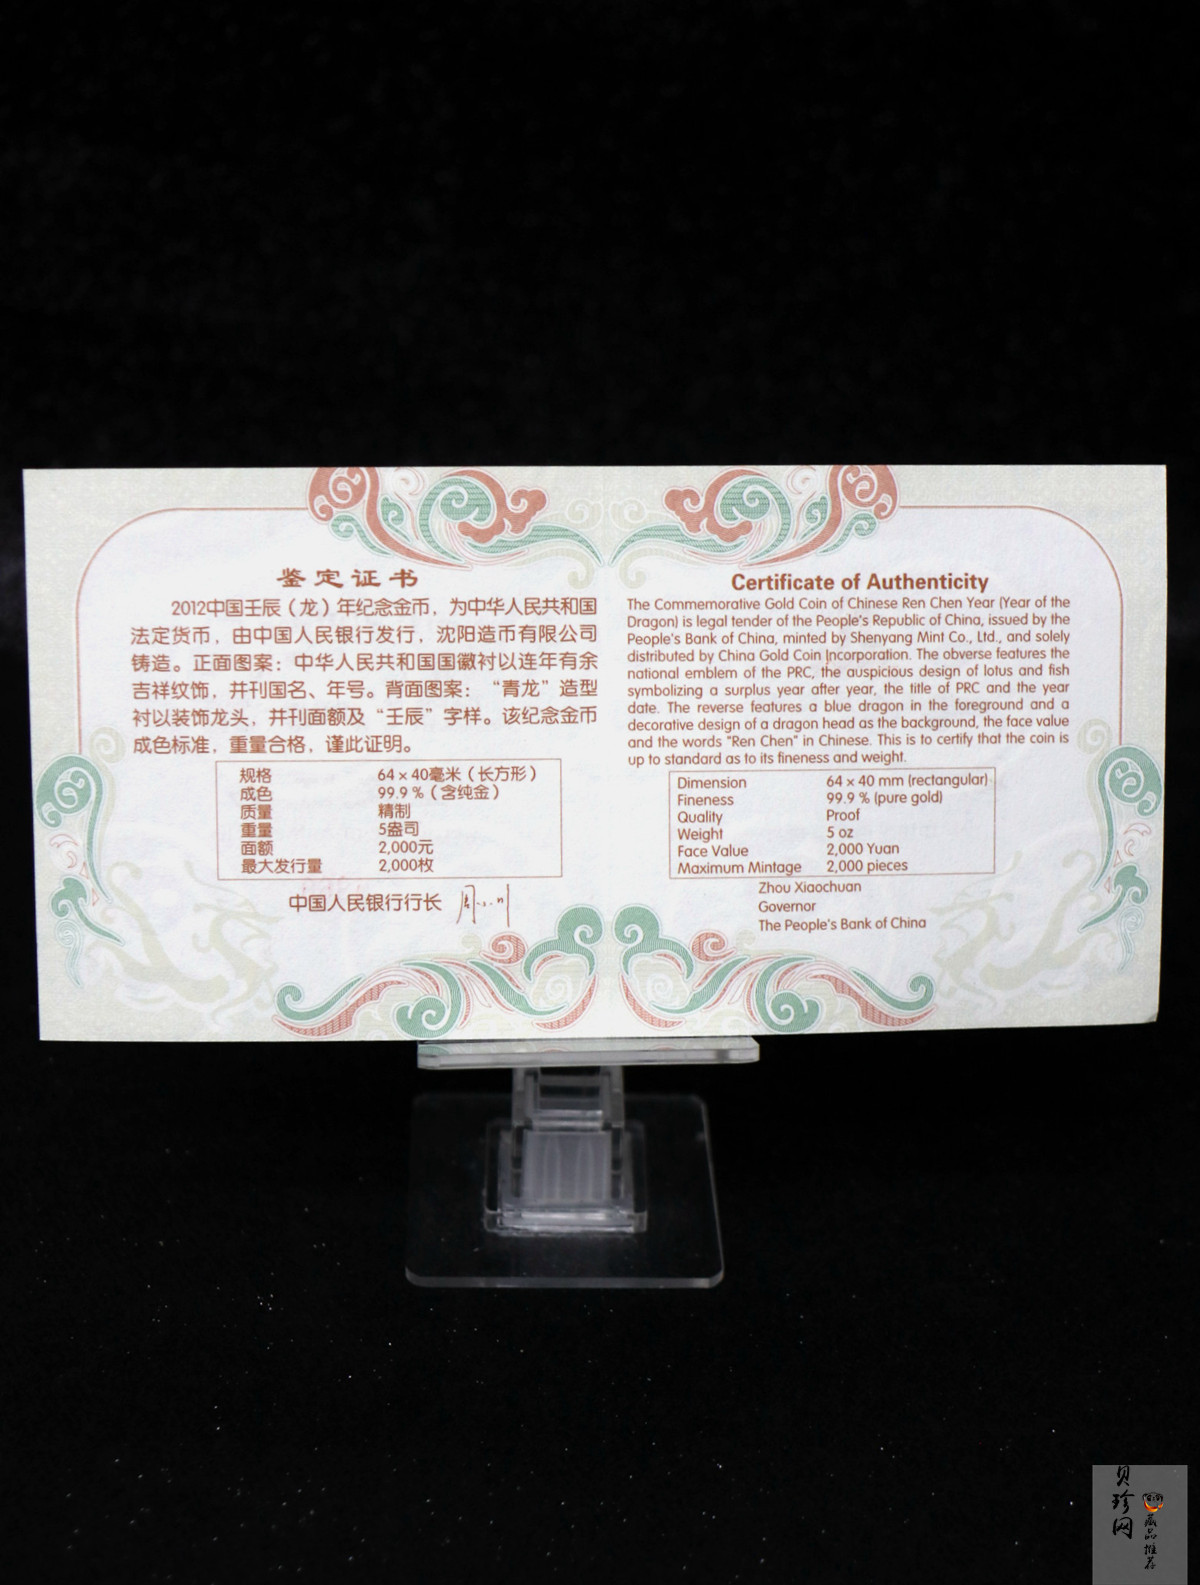 鉴定证书
2012中国壬辰（龙）年纪念金币，为中华人民共和国
法定货币，由中国人民银行发行，沈阳造币有限公司
铸造。正面图案：中华人民共和国国徽衬以连年有余
吉祥纹饰，并刊国名、年号。背面图案：“青龙”造型
衬以装饰龙头，并刊面额及“壬辰”字样。该纪念金币
成色标准，重量合格，谨此证明。
规格 64×40毫米（长方形）
成色 99.9％（含纯金）
质量 精制
重量 5盎司
面额 2,000元
最大发行量 2,000枚
中国人民银行行长 周小川
Certificate of Authenticity
The Commemorative Gold Coin of Chinese Ren Chen Year (Year of the
Dragon) is legal tender of the People's Republic of China, issued by the
People's Bank of China, minted by Shenyang Mint Co., Ltd., and solely
distributed by China Gold Coin Incorporation. The obverse features the
national emblem of the PRC, the auspicious design of lotus and fish
symbolizing a surplus year after year, the title of PRC and the year
date. The reverse features a blue dragon in the foreground and a
decorative design of a dragon head as the background, the face value
and the words "Ren Chen" in Chinese. This is to certify that the coin is
up to standard as to its fineness and weight.
Dimension 64×40 mm (rectangular)
Fineness 99.9 % (pure gold)
Quality Proof
Weight 5 oz
Face Value 2,000 Yuan
Maximum Mintage 2,000 pieces
Zhou Xiaochuan
Governor
The People's Bank of China
贝珍网
藏品推荐